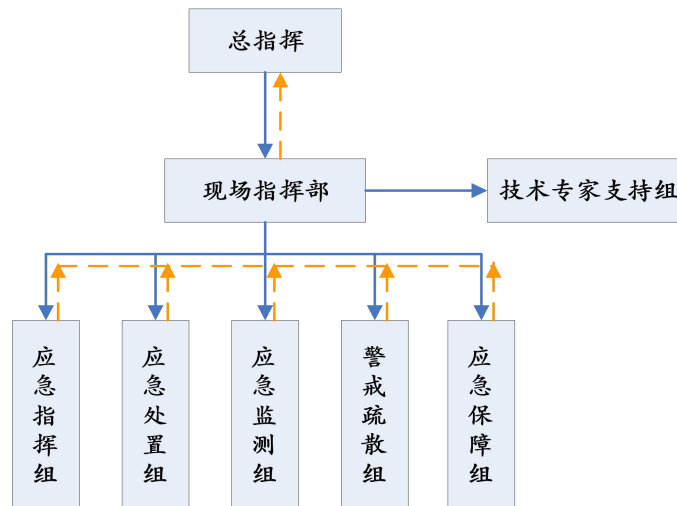 总指挥
现场指挥部
技术专家支持组
应急指挥组
应急处置组
应急监测组
警戒疏散组
应急保障组